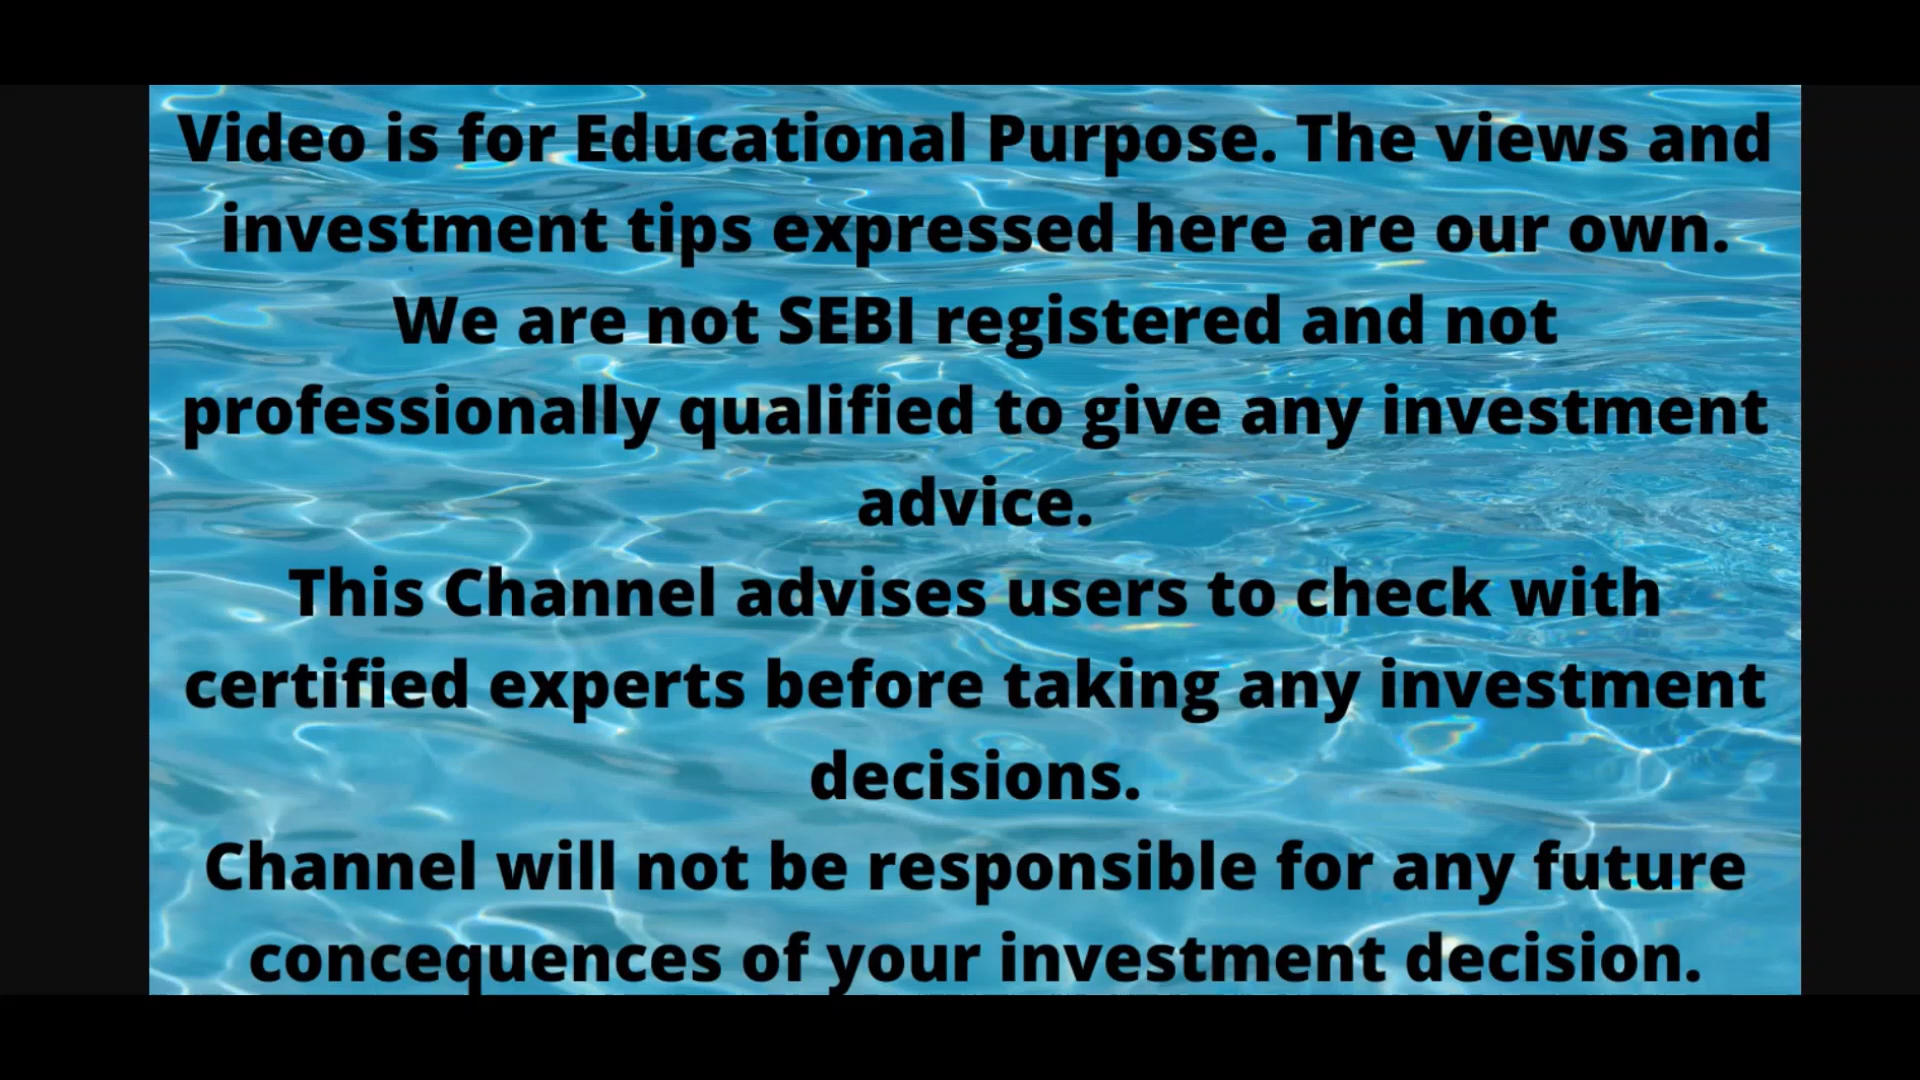 Video is for Educational Purpose. The views and
investment tips expressed here are our own.
We are not SEBI registered and not
professionally qualified to give any investment
advice.
This Channel advises users to check with
certified experts before taking any investment
decisions.
Channel will not be responsible for any future
concequences of your investment decision.